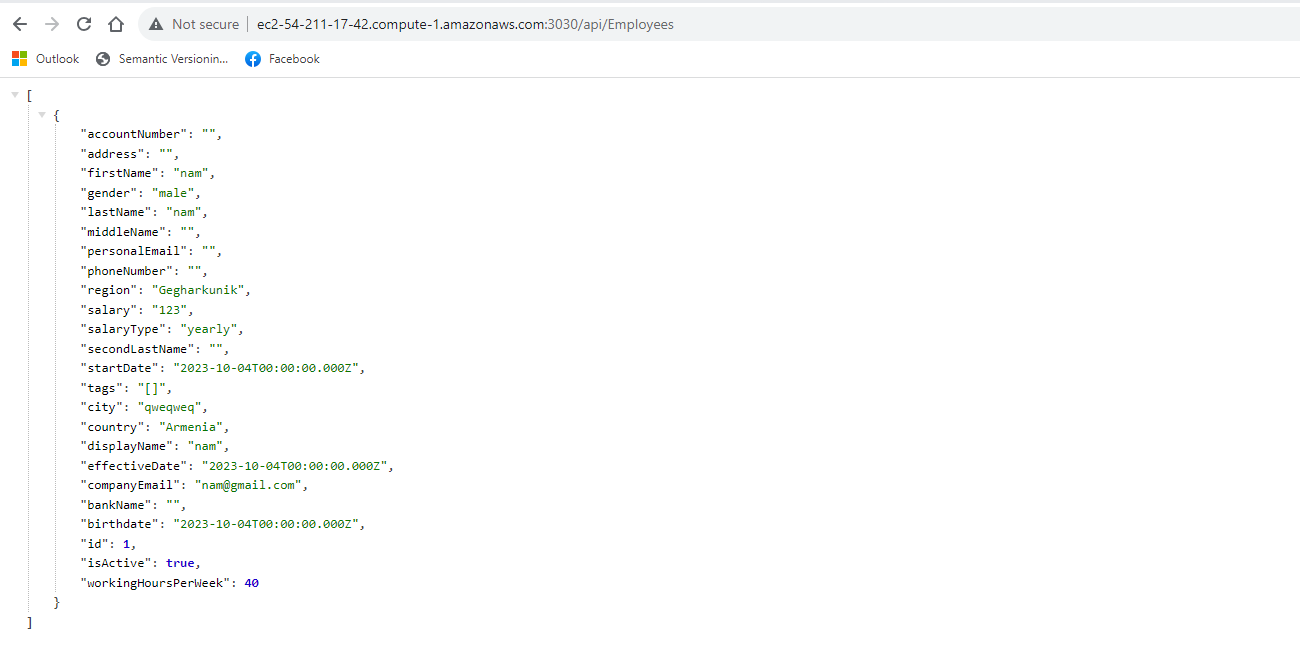 Not secure ec2-54-211-17-42.compute-1.amazonaws.com:3030/api/Employees
Outlook Semantic Versionin... Facebook
[
{
"accountNumber": "",
"address": "",
"firstName": "nam",
"gender": "male",
"lastName": "nam",
"middleName": "",
"personalEmail": "",
"phoneNumber": "",
"region": "Gegharkunik",
"salary": "123",
"salaryType": "yearly",
"secondLastName": "",
"startDate": "2023-10-04T00:00:00.000Z",
"tags": "[]",
"city": "qweqweq",
"country": "Armenia",
"displayName": "nam",
"effectiveDate": "2023-10-04T00:00:00.000Z",
"companyEmail": "nam@gmail.com",
"bankName": "",
"birthdate": "2023-10-04T00:00:00.000Z",
"id": 1,
"isActive": true,
"workingHoursPerWeek": 40
}
]